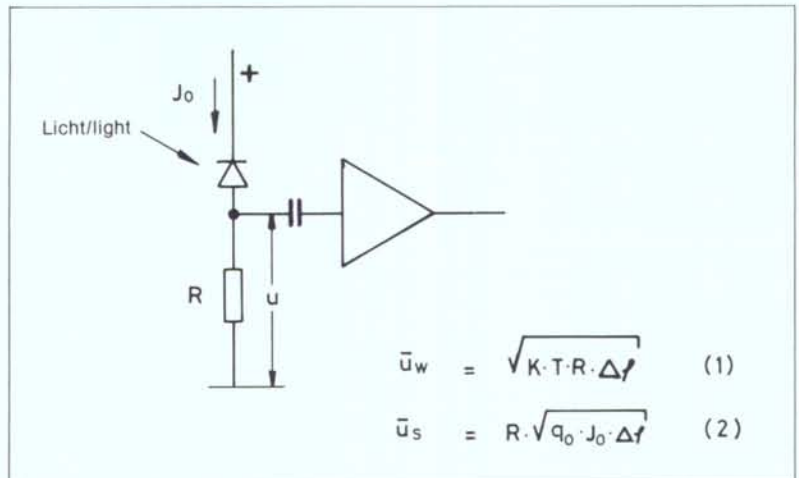 +
J₀
Licht/light
R
u
ū_W = √K·T·R·Δf (1)
ū_S = R·√q₀·J₀·Δf (2)